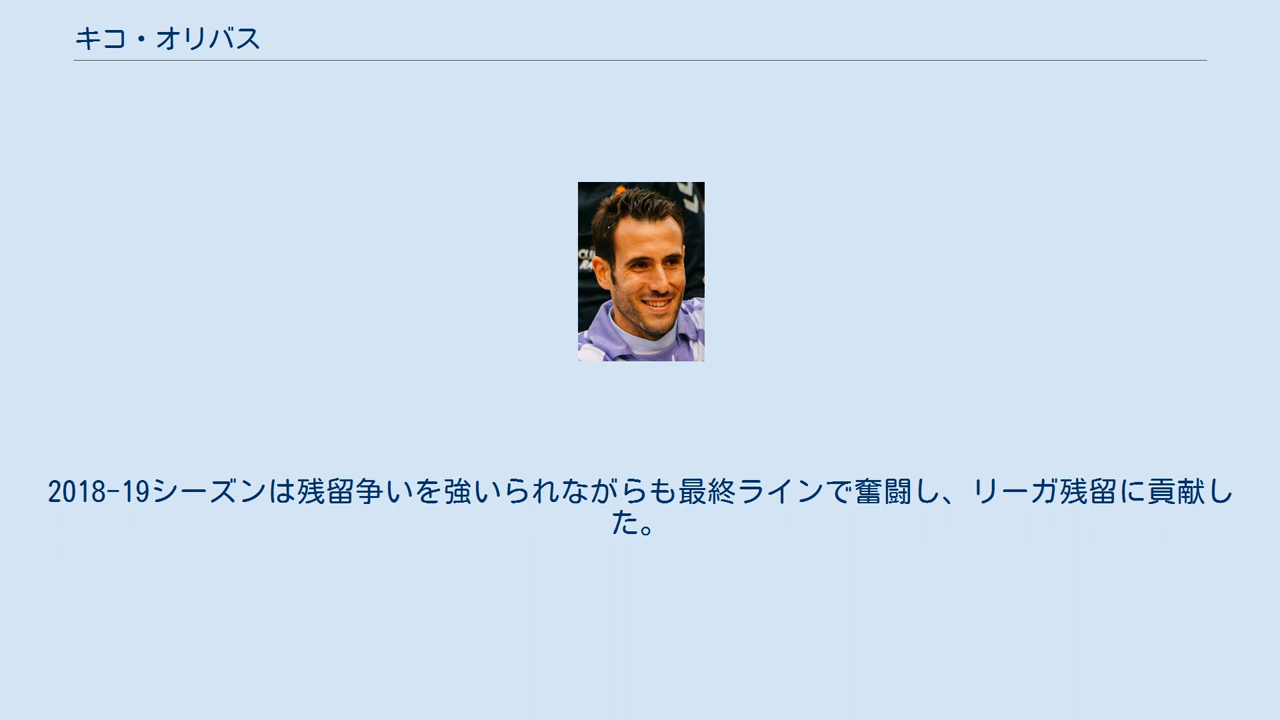 キコ・オリバス
2018-19シーズンは残留争いを強いられながらも最終ラインで奮闘し、リーガ残留に貢献し
た。